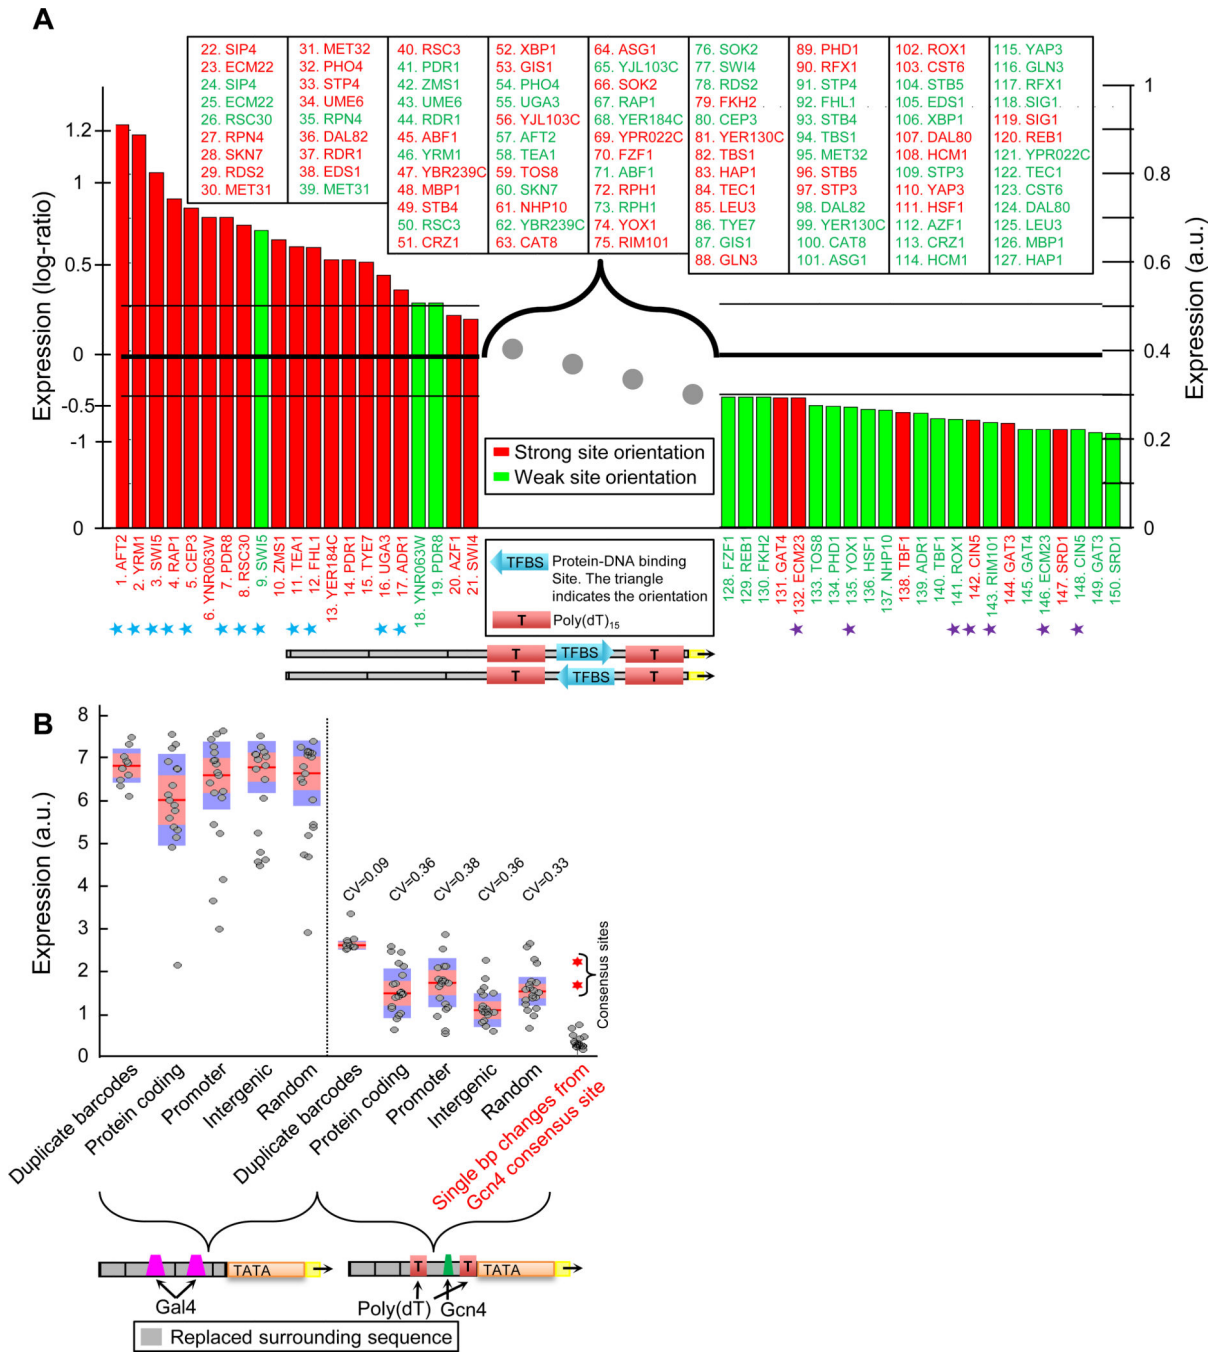 A
22. SIP4
23. ECM22
24. SIP4
25. ECM22
26. RSC30
27. RPN4
28. SKN7
29. RDS2
30. MET31
31. MET32
32. PHO4
33. STP4
34. UME6
35. RPN4
36. DAL82
37. RDR1
38. EDS1
39. MET31
40. RSC3
41. PDR1
42. ZMS1
43. UME6
44. RDR1
45. ABF1
46. YRM1
47. YBR239C
48. MBP1
49. STB4
50. RSC3
51. CRZ1
52. XBP1
53. GIS1
54. PHO4
55. UGA3
56. YJL103C
57. AFT2
58. TEA1
59. TOS8
60. SKN7
61. NHP10
62. YBR239C
63. CAT8
64. ASG1
65. YJL103C
66. SOK2
67. RAP1
68. YER184C
69. YPR022C
70. FZF1
71. ABF1
72. RPH1
73. RPH1
74. YOX1
75. RIM101
76. SOK2
77. SWI4
78. RDS2
79. FKH2
80. CEP3
81. YER130C
82. TBS1
83. HAP1
84. TEC1
85. LEU3
86. TYE7
87. GIS1
88. GLN3
89. PHD1
90. RFX1
91. STP4
92. FHL1
93. STB4
94. TBS1
95. MET32
96. STB5
97. STP3
98. DAL82
99. YER130C
100. CAT8
101. ASG1
102. ROX1
103. CST6
104. STB5
105. EDS1
106. XBP1
107. DAL80
108. HCM1
109. STP3
110. YAP3
111. HSF1
112. AZF1
113. CRZ1
114. HCM1
115. YAP3
116. GLN3
117. RFX1
118. SIG1
119. SIG1
120. REB1
121. YPR022C
122. TEC1
123. CST6
124. DAL80
125. LEU3
126. MBP1
127. HAP1
Expression (log-ratio)
1.2
1
0.5
0
-0.5
-1
0
Expression (a.u.)
1
0.8
0.6
0.4
0.2
0
Strong site orientation
Weak site orientation
1. AFT2
2. YRM1
3. SWI5
4. RAP1
5. CEP3
6. YNR063W
7. PDR8
8. RSC30
9. SWI5
10. ZMS1
11. TEA1
12. FHL1
13. YER184C
14. PDR1
15. TYE7
16. UGA3
17. ADR1
18. YNR063W
19. PDR8
20. AZF1
21. SWI4
TFBS
Protein-DNA binding
Site. The triangle
indicates the orientation
T
Poly(dT)15
128. FZF1
129. REB1
130. FKH2
131. GAT4
132. ECM23
133. TOS8
134. PHD1
135. YOX1
136. HSF1
137. NHP10
138. TBF1
139. ADR1
140. TBF1
141. ROX1
142. CIN5
143. RIM101
144. GAT3
145. GAT4
146. ECM23
147. SRD1
148. CIN5
149. GAT3
150. SRD1
T TFBS T
T TFBS T
B
Expression (a.u.)
8
7
6
5
4
3
2
1
0
CV=0.09
CV=0.36
CV=0.38
CV=0.36
CV=0.33
Consensus sites
Duplicate barcodes
Protein coding
Promoter
Intergenic
Random
Duplicate barcodes
Protein coding
Promoter
Intergenic
Random
Single bp changes from
Gcn4 consensus site
TATA
Gal4
T T TATA
Poly(dT) Gcn4
Replaced surrounding sequence